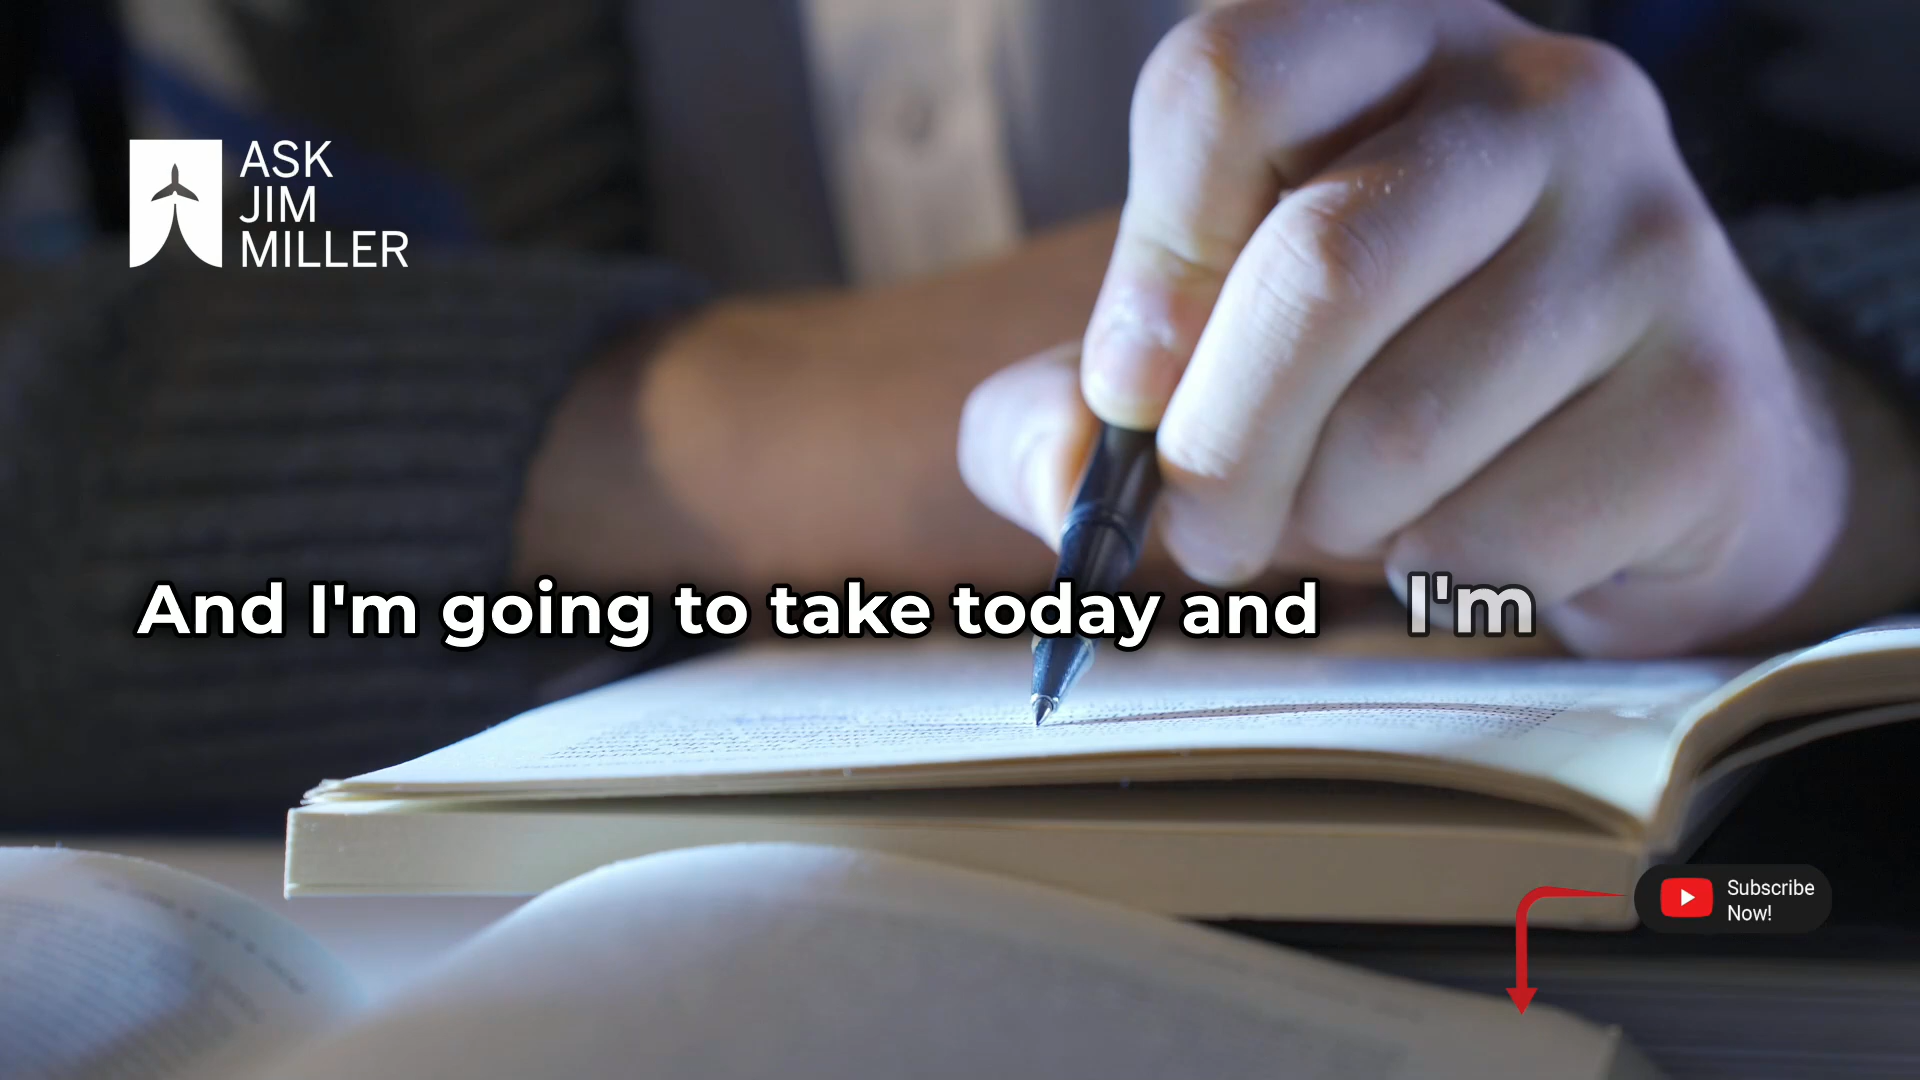 ASK
JIM
MILLER
And I'm going to take today and I'm
Subscribe
Now!